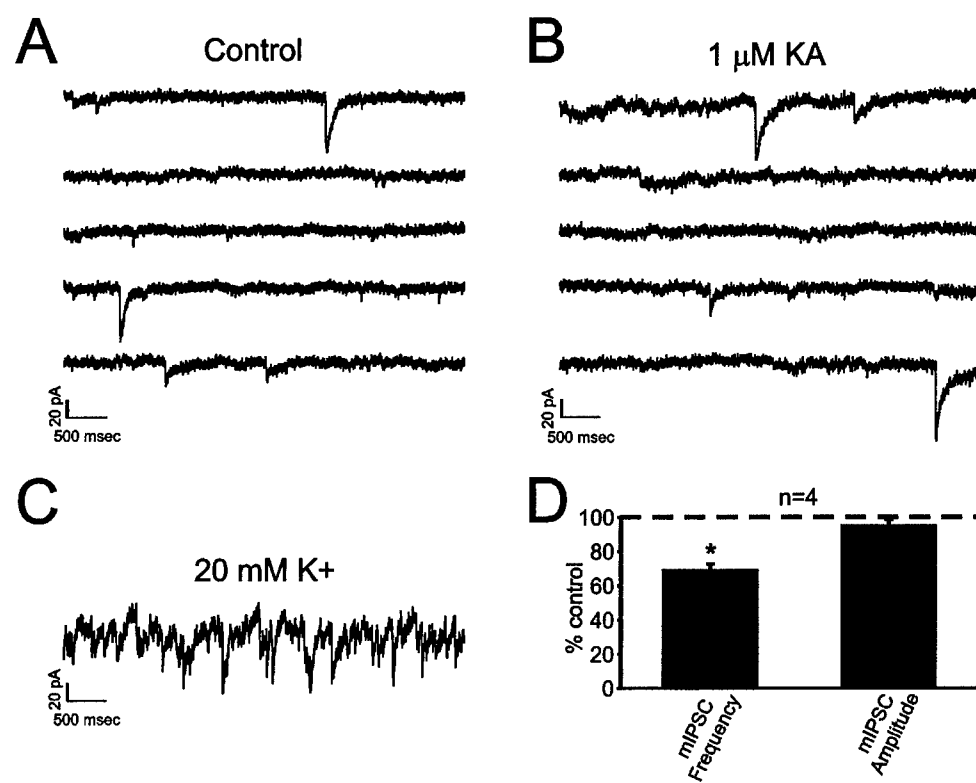 A
Control
20 pA
500 msec
B
1 μM KA
20 pA
500 msec
C
20 mM K+
20 pA
500 msec
D
n=4
% control
100
80
60
40
20
0
*
mIPSC
Frequency
mIPSC
Amplitude